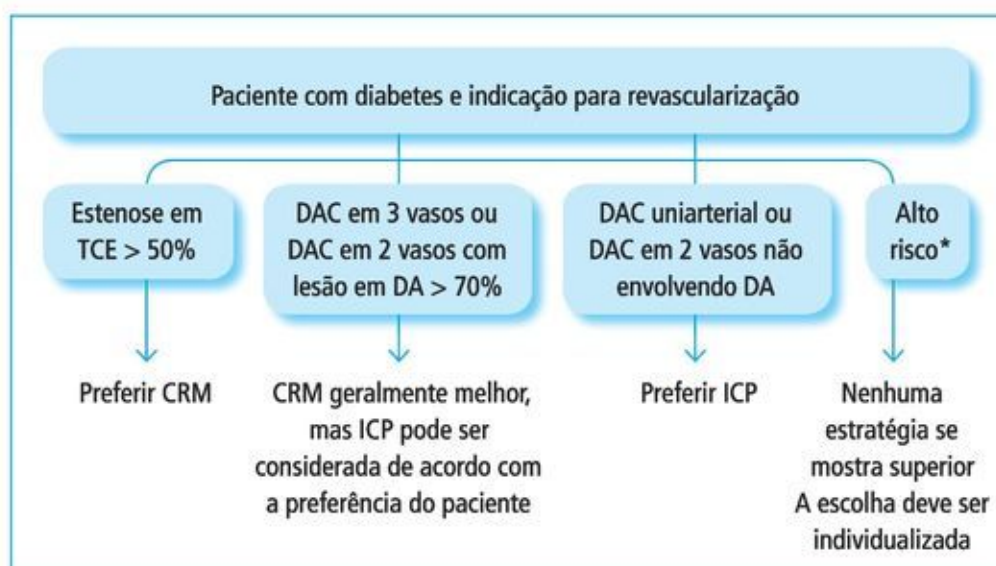 Paciente com diabetes e indicação para revascularização
Estenose em
TCE > 50%
DAC em 3 vasos ou
DAC em 2 vasos com
lesão em DA > 70%
DAC uniarterial ou
DAC em 2 vasos não
envolvendo DA
Alto
risco*
Preferir CRM
CRM geralmente melhor,
mas ICP pode ser
considerada de acordo com
a preferência do paciente
Preferir ICP
Nenhuma
estratégia se
mostra superior
A escolha deve ser
individualizada